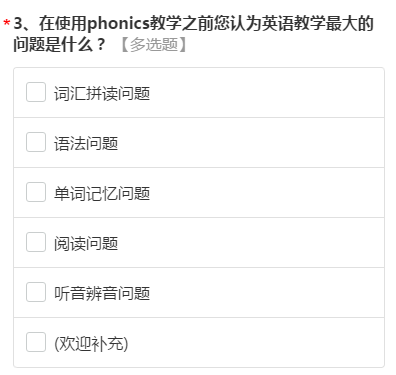 *3、在使用phonics教学之前您认为英语教学最大的
问题是什么？【多选题】
词汇拼读问题
语法问题
单词记忆问题
阅读问题
听音辨音问题
(欢迎补充)